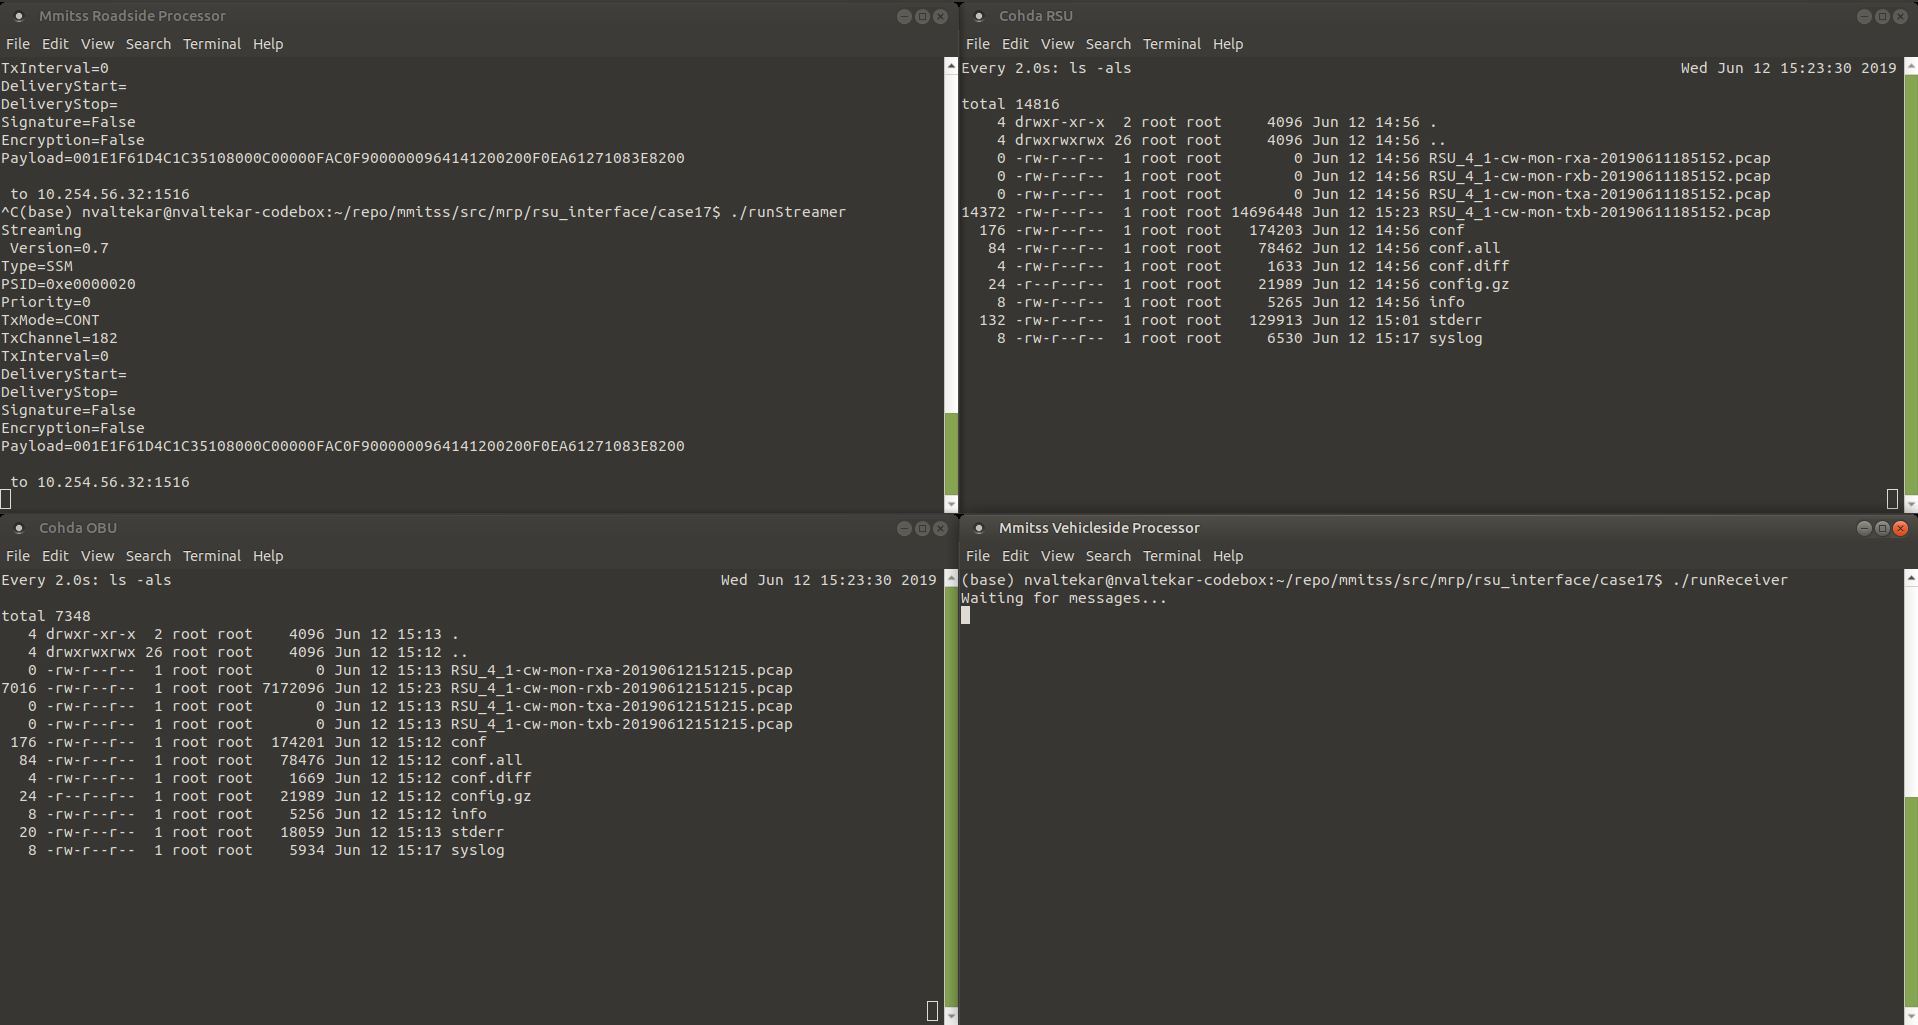 Mmitss Roadside Processor
File Edit View Search Terminal Help
TxInterval=0
DeliveryStart=
DeliveryStop=
Signature=False
Encryption=False
Payload=001E1F61D4C1C35108000C00000FAC0F9000000964141200200F0EA61271083E8200
to 10.254.56.32:1516
^C(base) nvaltekar@nvaltekar-codebox:~/repo/mmitss/src/mrp/rsu_interface/case17$ ./runStreamer
Streaming
Version=0.7
Type=SSM
PSID=0xe0000020
Priority=0
TxMode=CONT
TxChannel=182
TxInterval=0
DeliveryStart=
DeliveryStop=
Signature=False
Encryption=False
Payload=001E1F61D4C1C35108000C00000FAC0F9000000964141200200F0EA61271083E8200
to 10.254.56.32:1516
Cohda RSU
File Edit View Search Terminal Help
Every 2.0s: ls -als Wed Jun 12 15:23:30 2019
total 14816
4 drwxr-xr-x 2 root root 4096 Jun 12 14:56 .
4 drwxrwxrwx 26 root root 4096 Jun 12 14:56 ..
0 -rw-r--r-- 1 root root 0 Jun 12 14:56 RSU_4_1-cw-mon-rxa-20190611185152.pcap
0 -rw-r--r-- 1 root root 0 Jun 12 14:56 RSU_4_1-cw-mon-rxb-20190611185152.pcap
0 -rw-r--r-- 1 root root 0 Jun 12 14:56 RSU_4_1-cw-mon-txa-20190611185152.pcap
14372 -rw-r--r-- 1 root root 14696448 Jun 12 15:23 RSU_4_1-cw-mon-txb-20190611185152.pcap
176 -rw-r--r-- 1 root root 174203 Jun 12 14:56 conf
84 -rw-r--r-- 1 root root 78462 Jun 12 14:56 conf.all
4 -rw-r--r-- 1 root root 1633 Jun 12 14:56 conf.diff
24 -r--r--r-- 1 root root 21989 Jun 12 14:56 config.gz
8 -rw-r--r-- 1 root root 5265 Jun 12 14:56 info
132 -rw-r--r-- 1 root root 129913 Jun 12 15:01 stderr
8 -rw-r--r-- 1 root root 6530 Jun 12 15:17 syslog
Cohda OBU
File Edit View Search Terminal Help
Every 2.0s: ls -als Wed Jun 12 15:23:30 2019
total 7348
4 drwxr-xr-x 2 root root 4096 Jun 12 15:13 .
4 drwxrwxrwx 26 root root 4096 Jun 12 15:12 ..
0 -rw-r--r-- 1 root root 0 Jun 12 15:13 RSU_4_1-cw-mon-rxa-20190612151215.pcap
7016 -rw-r--r-- 1 root root 7172096 Jun 12 15:23 RSU_4_1-cw-mon-rxb-20190612151215.pcap
0 -rw-r--r-- 1 root root 0 Jun 12 15:13 RSU_4_1-cw-mon-txa-20190612151215.pcap
0 -rw-r--r-- 1 root root 0 Jun 12 15:13 RSU_4_1-cw-mon-txb-20190612151215.pcap
176 -rw-r--r-- 1 root root 174201 Jun 12 15:12 conf
84 -rw-r--r-- 1 root root 78476 Jun 12 15:12 conf.all
4 -rw-r--r-- 1 root root 1669 Jun 12 15:12 conf.diff
24 -r--r--r-- 1 root root 21989 Jun 12 15:12 config.gz
8 -rw-r--r-- 1 root root 5256 Jun 12 15:12 info
20 -rw-r--r-- 1 root root 18059 Jun 12 15:13 stderr
8 -rw-r--r-- 1 root root 5934 Jun 12 15:17 syslog
Mmitss Vehicleside Processor
File Edit View Search Terminal Help
(base) nvaltekar@nvaltekar-codebox:~/repo/mmitss/src/mrp/rsu_interface/case17$ ./runReceiver
Waiting for messages...